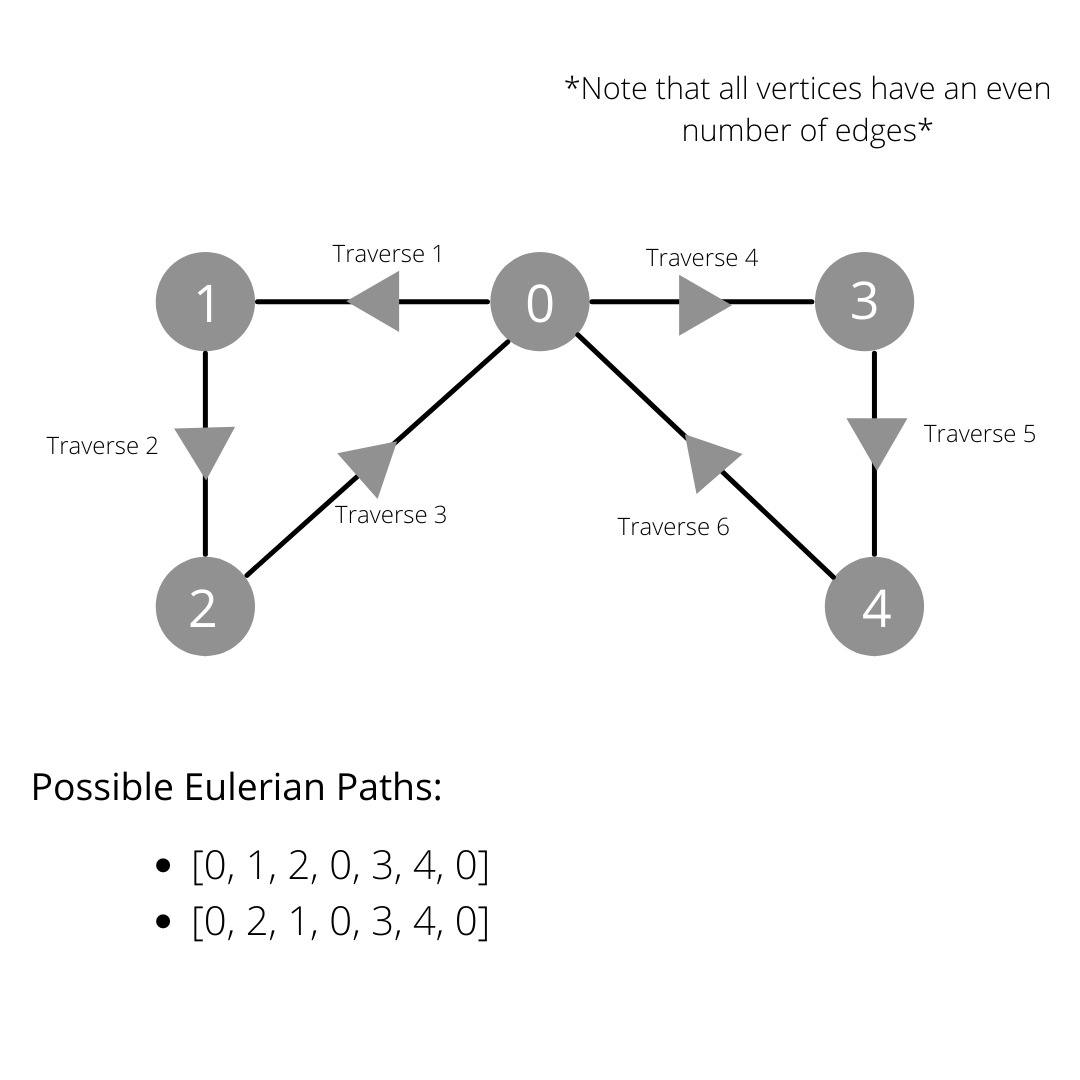 *Note that all vertices have an even
number of edges*
Traverse 1
Traverse 4
1
0
3
Traverse 2
Traverse 5
Traverse 3
Traverse 6
2
4
Possible Eulerian Paths:
• [0, 1, 2, 0, 3, 4, 0]
• [0, 2, 1, 0, 3, 4, 0]